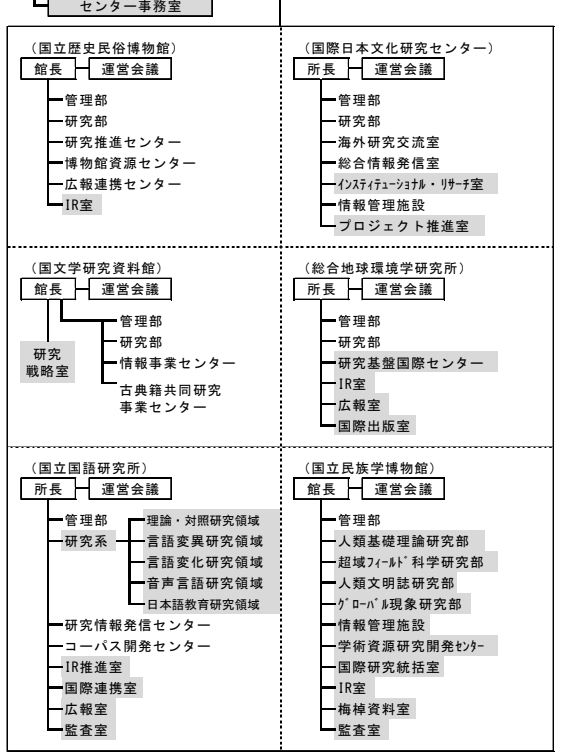 センター事務室
（国立歴史民俗博物館）
館長 運営会議
管理部
研究部
研究推進センター
博物館資源センター
広報連携センター
IR室
（国際日本文化研究センター）
所長 運営会議
管理部
研究部
海外研究交流室
総合情報発信室
ｲﾝｽﾃｨﾃｭｰｼｮﾅﾙ・ﾘｻｰﾁ室
情報管理施設
プロジェクト推進室
（国文学研究資料館）
館長 運営会議
研究
戦略室
管理部
研究部
情報事業センター
古典籍共同研究
事業センター
（総合地球環境学研究所）
所長 運営会議
管理部
研究部
研究基盤国際センター
IR室
広報室
国際出版室
（国立国語研究所）
所長 運営会議
管理部
研究系
理論・対照研究領域
言語変異研究領域
言語変化研究領域
音声言語研究領域
日本語教育研究領域
研究情報発信センター
コーパス開発センター
IR推進室
国際連携室
広報室
監査室
（国立民族学博物館）
館長 運営会議
管理部
人類基礎理論研究部
超域ﾌｨｰﾙﾄﾞ科学研究部
人類文明誌研究部
ｸﾞﾛｰﾊﾞﾙ現象研究部
情報管理施設
学術資源研究開発ｾﾝﾀｰ
国際研究統括室
IR室
梅棹資料室
監査室